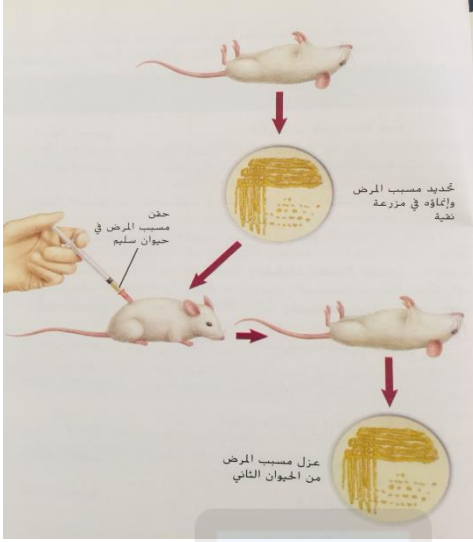 تحديد مسبب المرض
وإنماؤه في مزرعة
نقية
حقن
مسبب المرض في
حيوان سليم
عزل مسبب المرض
من الحيوان الثاني